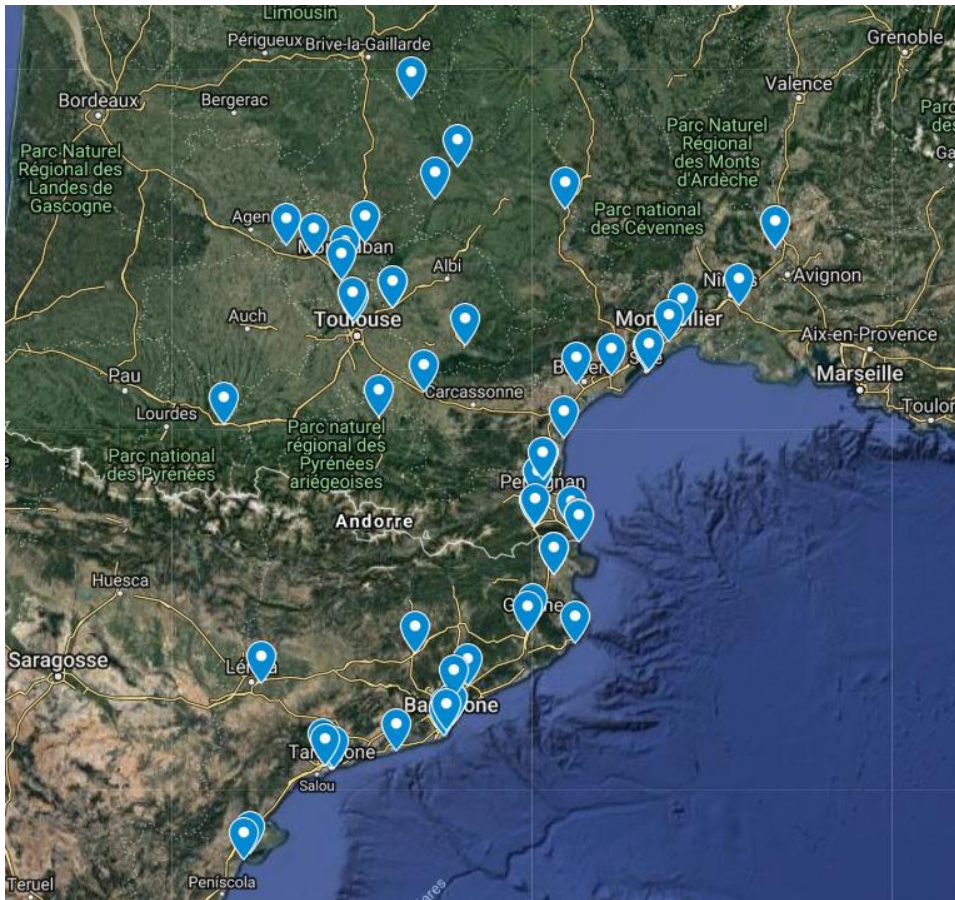 Limousin
Périgueux
Brive-la-Gaillarde
Grenoble
Valence
Bordeaux
Bergerac
Parc Naturel
Régional des
Landes de
Gascogne
Parc Naturel
Régional
des Monts
d'Ardèche
Parc national
des Cévennes
Agen
Albi
Avignon
Auch
Toulouse
Aix-en-Provence
Marseille
Toulon
Pau
Lourdes
Carcassonne
Parc national
des Pyrénées
Parc naturel
régional des
Pyrénées
ariégeoises
Andorre
Huesca
Saragosse
Salou
Teruel
Peníscola